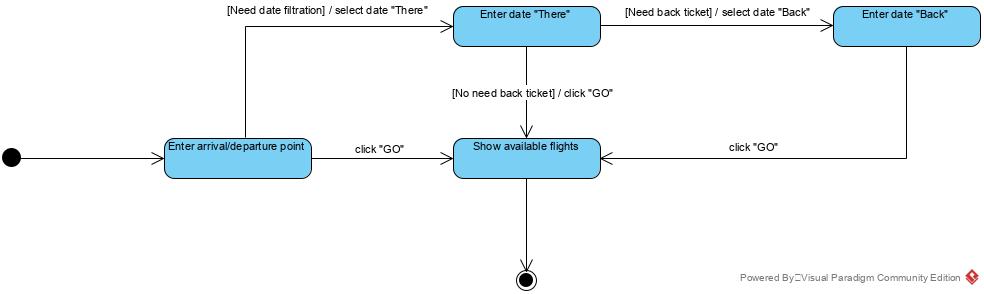 [Need date filtration] / select date "There"
Enter date "There"
[Need back ticket] / select date "Back"
Enter date "Back"
[No need back ticket] / click "GO"
Enter arrival/departure point
click "GO"
Show available flights
click "GO"
Powered By Visual Paradigm Community Edition